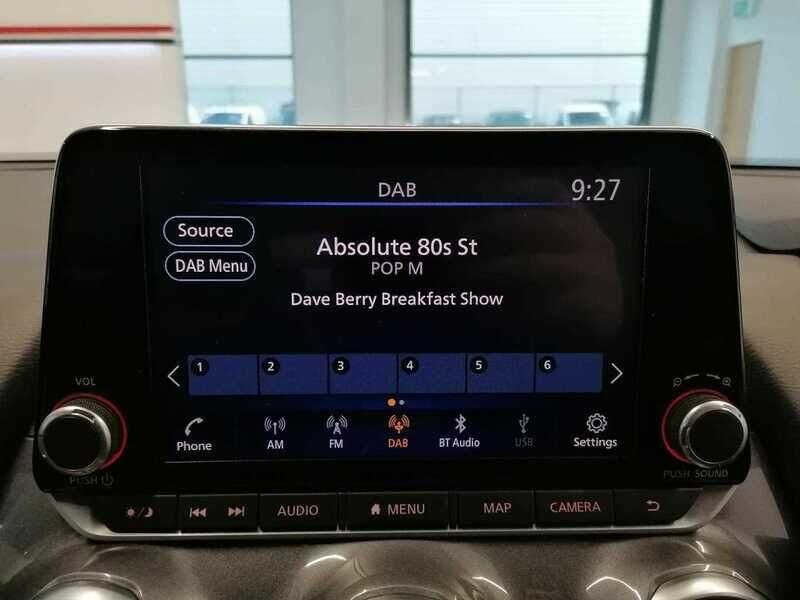 DAB
9:27
Source
Absolute 80s St
POP M
DAB Menu
Dave Berry Breakfast Show
1 2 3 4 5 6
VOL
Phone
AM
FM
DAB
BT Audio
USB
Settings
PUSH
PUSH SOUND
AUDIO
MENU
MAP
CAMERA